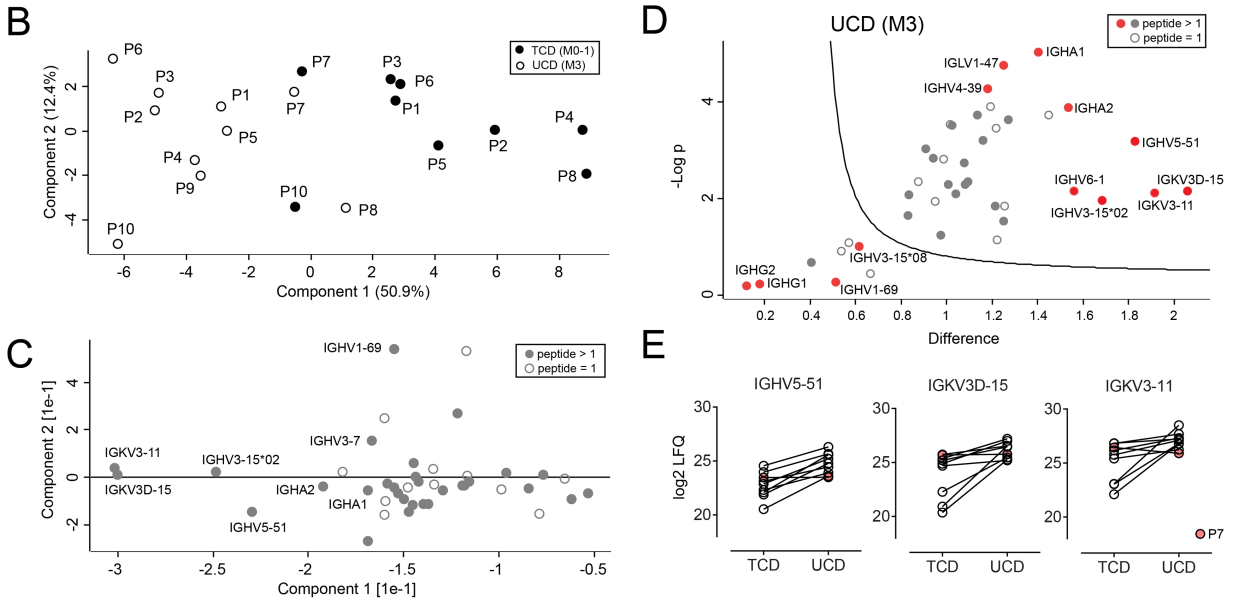 B
Component 2 (12.4%)
2
0
-2
-4
-6
-4
-2
0
2
4
6
8
Component 1 (50.9%)
TCD (M0-1)
UCD (M3)
P6
P3
P2
P1
P5
P4
P9
P10
P7
P7
P10
P8
P3
P6
P1
P5
P2
P4
P8
C
Component 2 [1e-1]
4
2
0
-2
-3
-2.5
-2
-1.5
-1
-0.5
Component 1 [1e-1]
peptide > 1
peptide = 1
IGHV1-69
IGHV3-7
IGKV3-11
IGKV3D-15
IGHV3-15*02
IGHV5-51
IGHA2
IGHA1
D
UCD (M3)
peptide > 1
peptide = 1
-Log p
4
2
0
0.2
0.4
0.6
0.8
1
1.2
1.4
1.6
1.8
2
Difference
IGHA1
IGLV1-47
IGHV4-39
IGHA2
IGHV5-51
IGHV6-1
IGKV3D-15
IGHV3-15*02
IGKV3-11
IGHV3-15*08
IGHG2
IGHG1
IGHV1-69
E
log2 LFQ
IGHV5-51
30
25
20
TCD
UCD
IGKV3D-15
30
25
20
TCD
UCD
IGKV3-11
30
25
20
TCD
UCD
P7